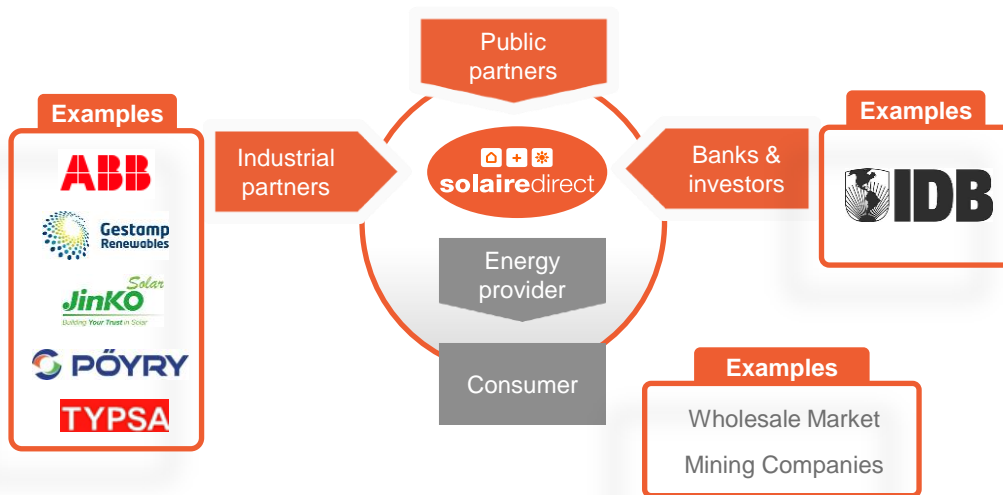 Public
partners
Examples
ABB
Gestamp
Renewables
Solar
JinKO
Building Your Trust in Solar
PÖYRY
TYPSA
Industrial
partners
solairedirect
Banks &
investors
Examples
IDB
Energy
provider
Consumer
Examples
Wholesale Market
Mining Companies